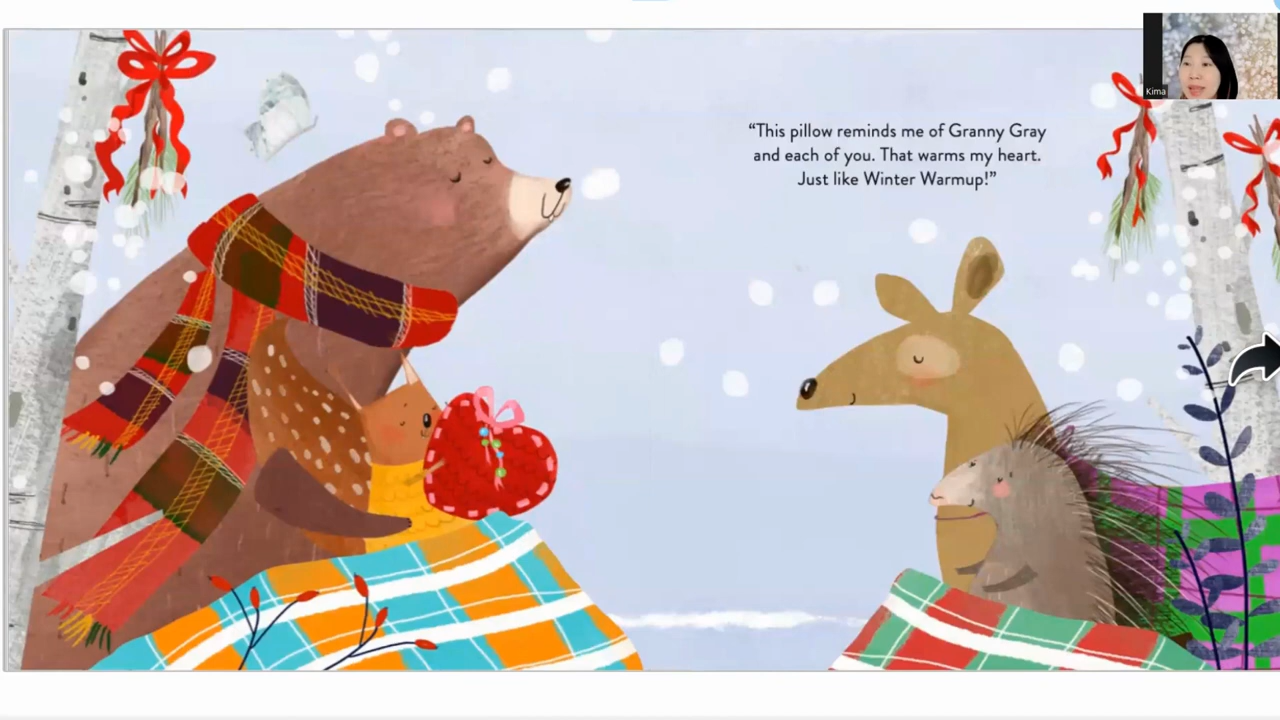 “This pillow reminds me of Granny Gray
and each of you. That warms my heart.
Just like Winter Warmup!”
Kima